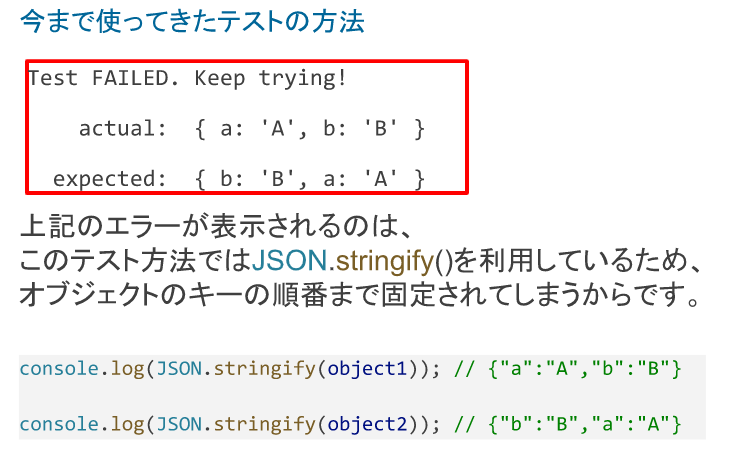 今まで使ってきたテストの方法
Test FAILED. Keep trying!
actual: { a: 'A', b: 'B' }
expected: { b: 'B', a: 'A' }
上記のエラーが表示されるのは、
このテスト方法ではJSON.stringify()を利用しているため、
オブジェクトのキーの順番まで固定されてしまうからです。
console.log(JSON.stringify(object1)); // {"a":"A","b":"B"}
console.log(JSON.stringify(object2)); // {"b":"B","a":"A"}